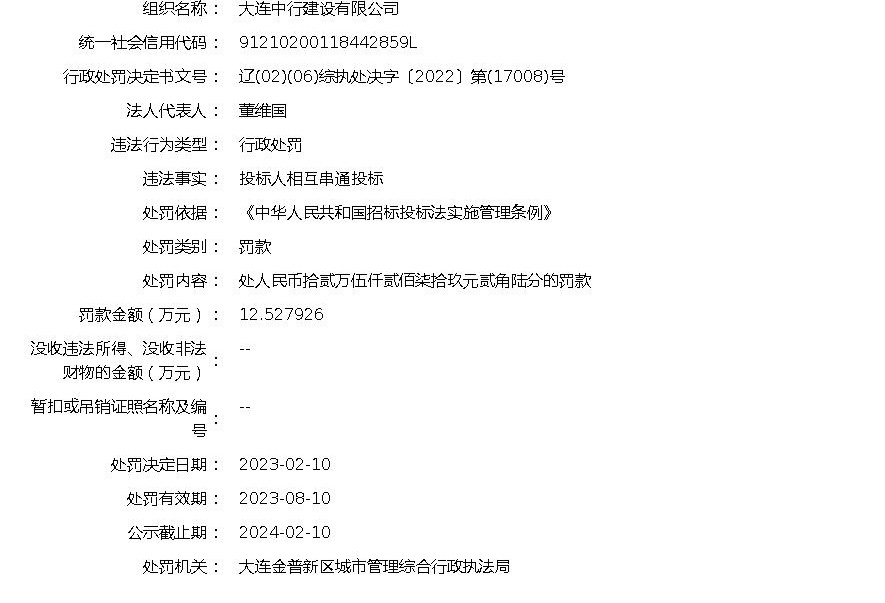 组织名称： 大连中行建设有限公司
统一社会信用代码： 91210200118442859L
行政处罚决定书文号： 辽(02)(06)综执处决字〔2022〕第(17008)号
法人代表人： 董维国
违法行为类型： 行政处罚
违法事实： 投标人相互串通投标
处罚依据： 《中华人民共和国招标投标法实施管理条例》
处罚类别： 罚款
处罚内容： 处人民币拾贰万伍仟贰佰柒拾玖元贰角陆分的罚款
罚款金额（万元）： 12.527926
没收违法所得、没收非法 --
财物的金额（万元）：
暂扣或吊销证照名称及编 --
号：
处罚决定日期： 2023-02-10
处罚有效期： 2023-08-10
公示截止期： 2024-02-10
处罚机关： 大连金普新区城市管理综合行政执法局